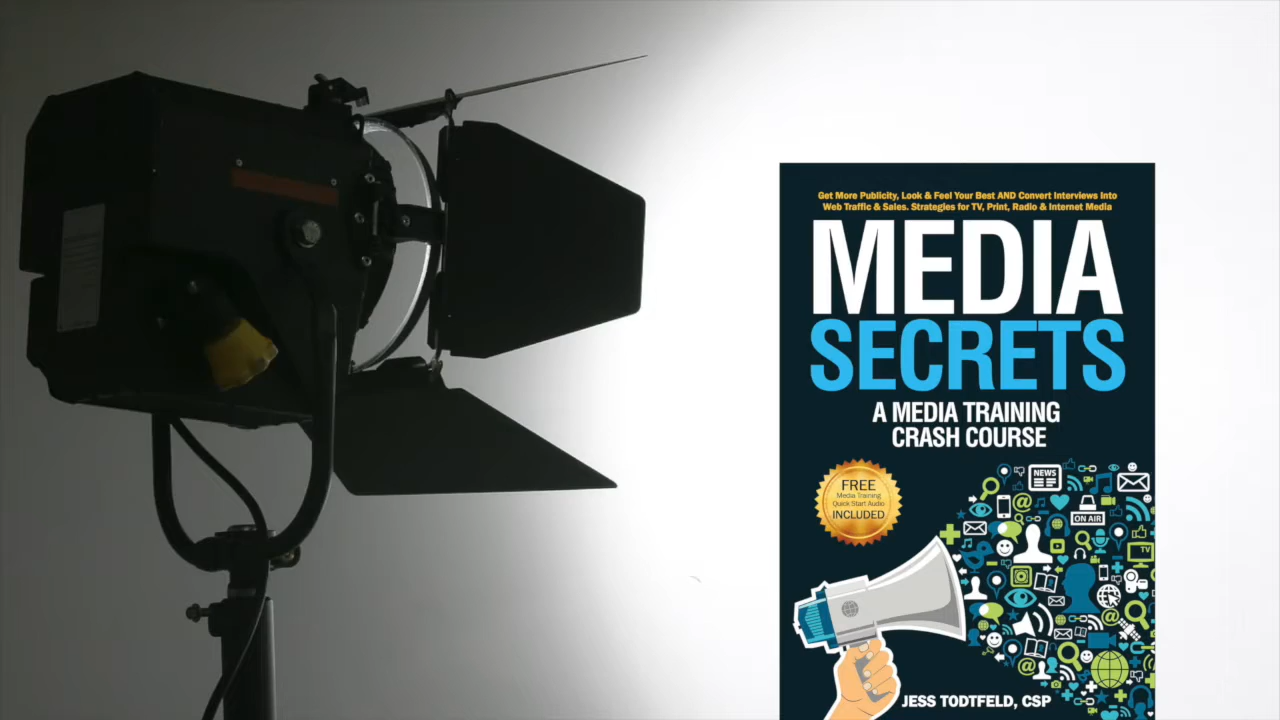 Get More Publicity, Look & Feel Your Best AND Convert Interviews Into
Web Traffic & Sales. Strategies for TV, Print, Radio & Internet Media
MEDIA
SECRETS
A MEDIA TRAINING
CRASH COURSE
FREE
Media Training
Quick Start Audio
INCLUDED
NEWS
ON AIR
TV
JESS TODTFELD, CSP